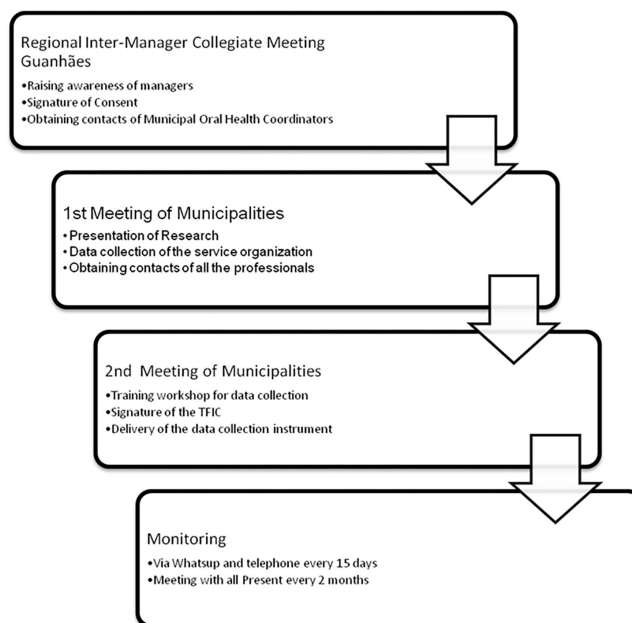 Regional Inter-Manager Collegiate Meeting
Guanhães
•Raising awareness of managers
•Signature of Consent
•Obtaining contacts of Municipal Oral Health Coordinators
1st Meeting of Municipalities
• Presentation of Research
• Data collection of the service organization
• Obtaining contacts of all the professionals
2nd Meeting of Municipalities
•Training workshop for data collection
•Signature of the TFIC
•Delivery of the data collection instrument
Monitoring
•Via Whatsup and telephone every 15 days
•Meeting with all Present every 2 months